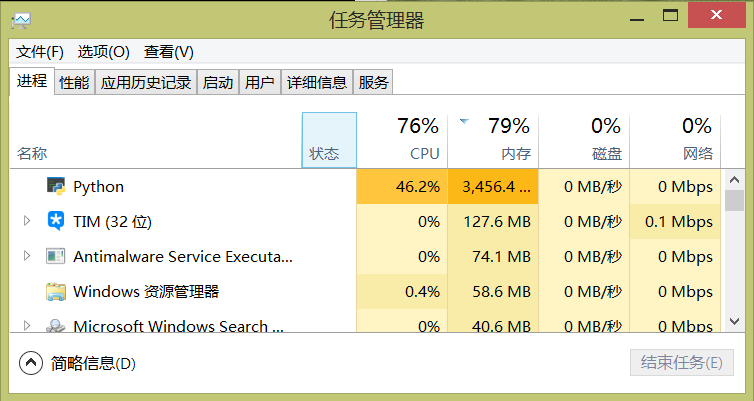 任务管理器
文件(F) 选项(O) 查看(V)
进程 性能 应用历史记录 启动 用户 详细信息 服务
76% 79% 0% 0%
名称 状态 CPU 内存 磁盘 网络
Python 46.2% 3,456.4 ... 0 MB/秒 0 Mbps
TIM (32 位) 0% 127.6 MB 0 MB/秒 0.1 Mbps
Antimalware Service Executa... 0% 74.1 MB 0 MB/秒 0 Mbps
Windows 资源管理器 0.4% 58.6 MB 0 MB/秒 0 Mbps
Microsoft Windows Search ... 0% 40.6 MB 0 MB/秒 0 Mbps
简略信息(D) 结束任务(E)